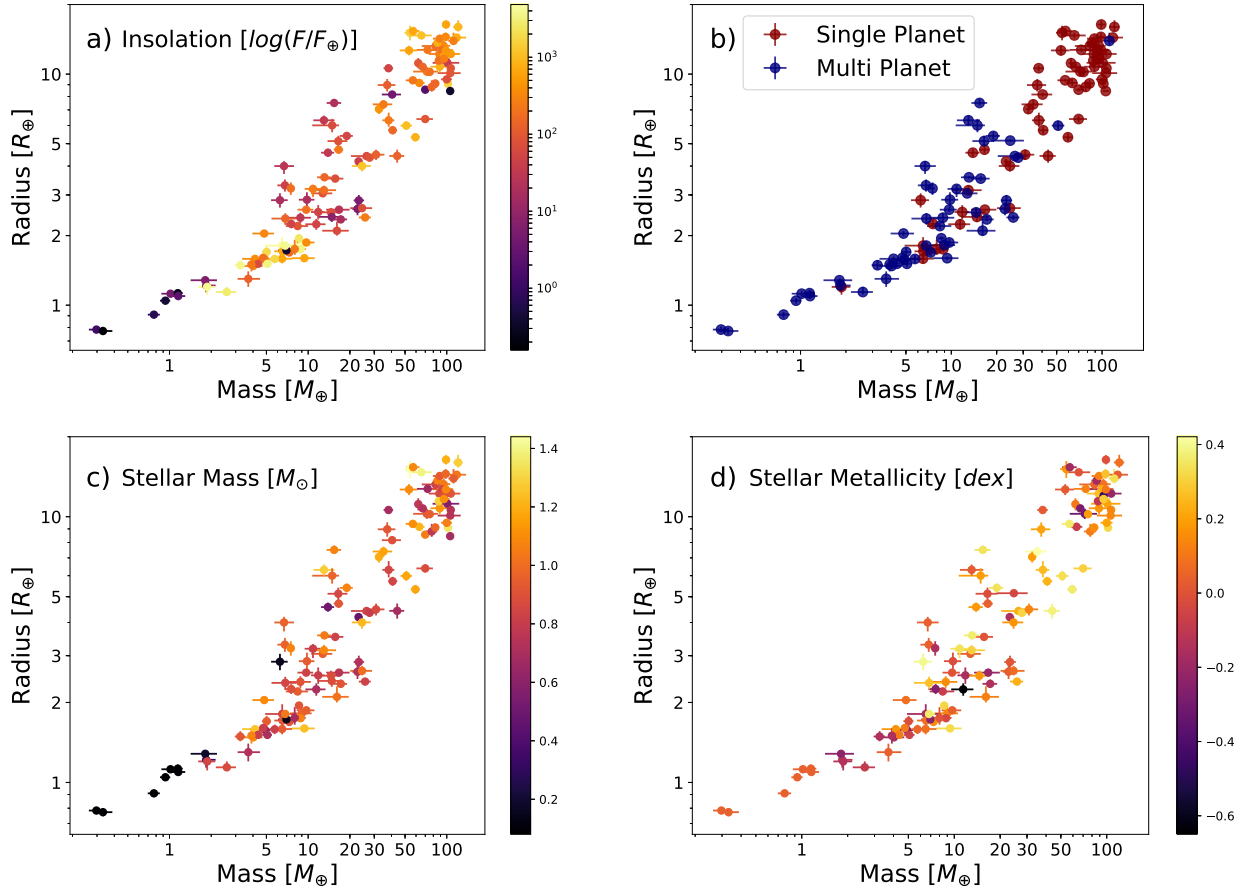 a) Insolation [log(F/F⊕)]
10
5
3
2
1
Radius [R⊕]
1 5 10 20 30 50 100
Mass [M⊕]
10³
10²
10¹
10⁰
b)
Single Planet
Multi Planet
10
5
3
2
1
Radius [R⊕]
1 5 10 20 30 50 100
Mass [M⊕]
c) Stellar Mass [M⊙]
10
5
3
2
1
Radius [R⊕]
1 5 10 20 30 50 100
Mass [M⊕]
1.4
1.2
1.0
0.8
0.6
0.4
0.2
d) Stellar Metallicity [dex]
10
5
3
2
1
Radius [R⊕]
1 5 10 20 30 50 100
Mass [M⊕]
0.4
0.2
0.0
−0.2
−0.4
−0.6